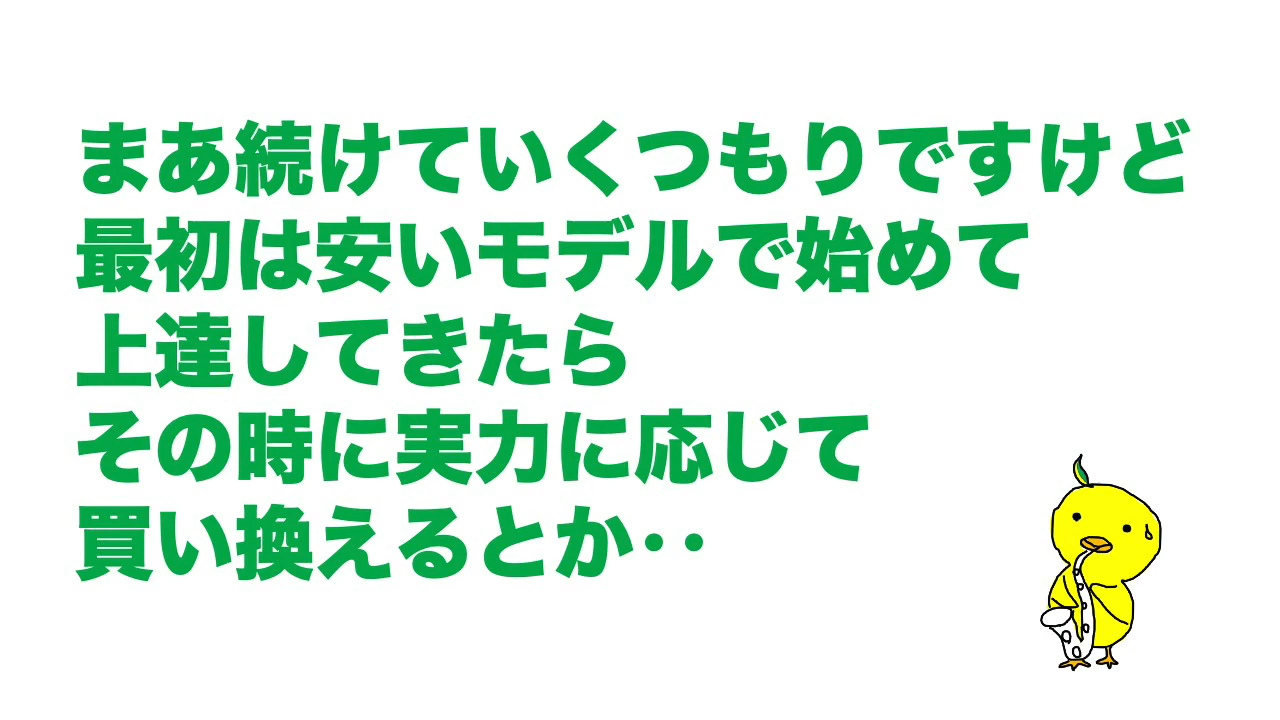 まあ続けていくつもりですけど
最初は安いモデルで始めて
上達してきたら
その時に実力に応じて
買い換えるとか‥